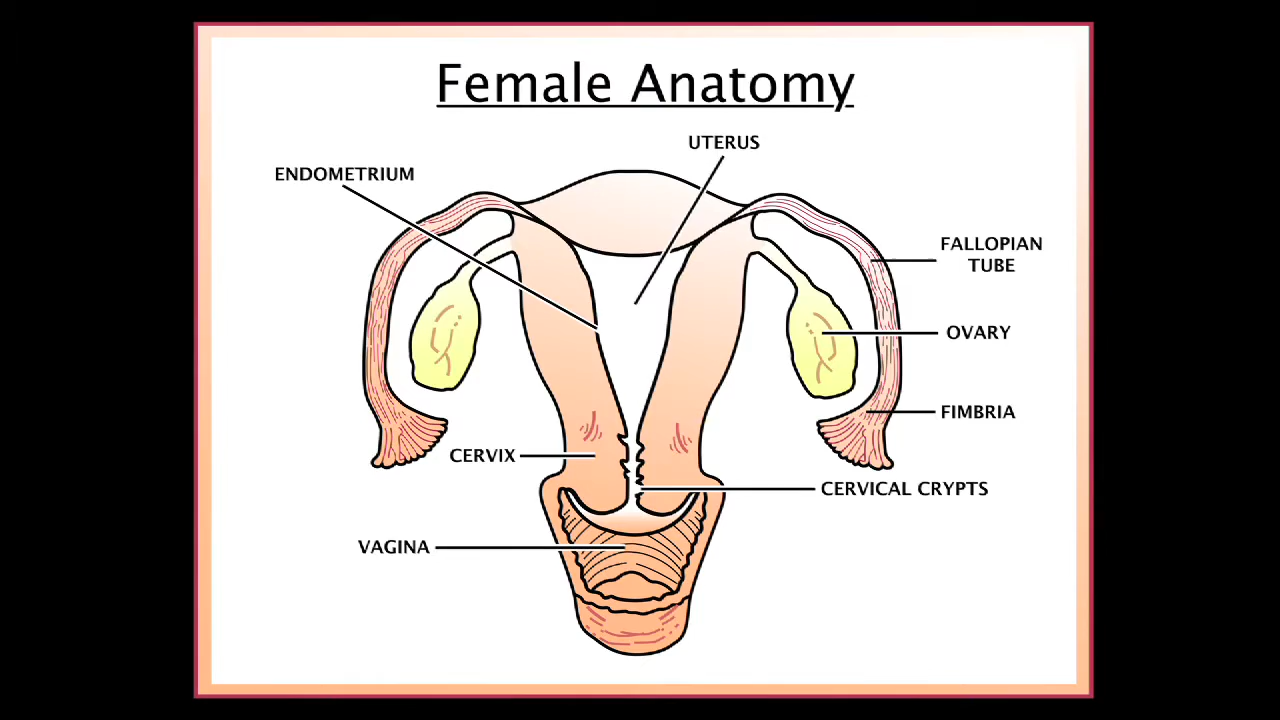 Female Anatomy
UTERUS
ENDOMETRIUM
FALLOPIAN
TUBE
OVARY
FIMBRIA
CERVIX
CERVICAL CRYPTS
VAGINA